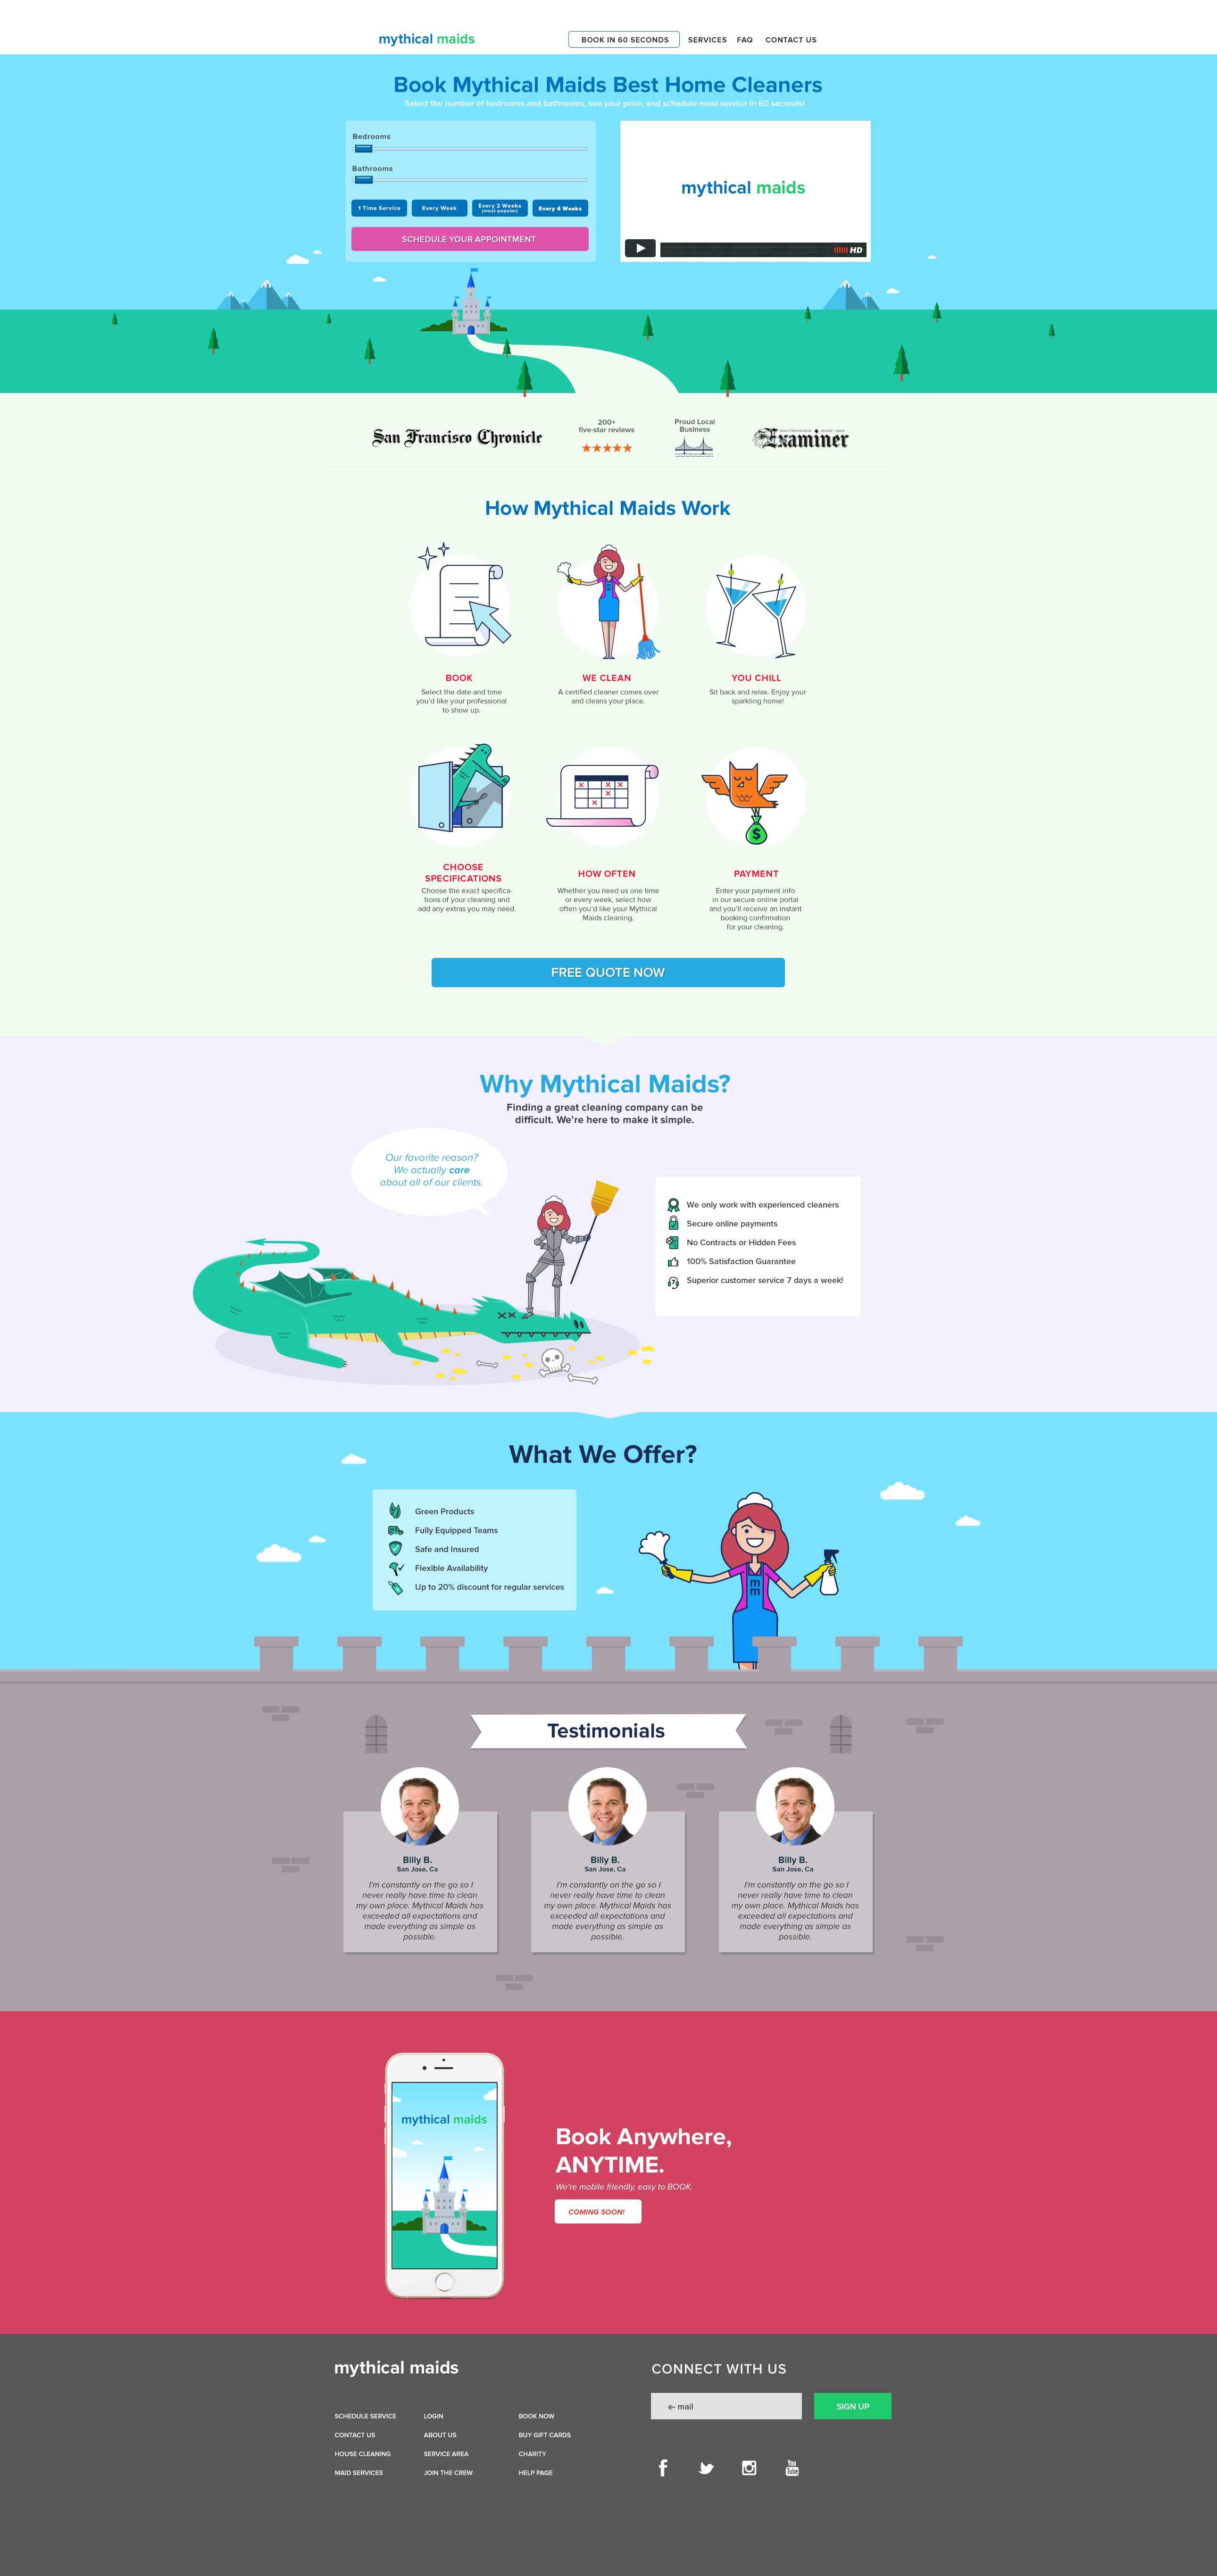 mythical maids
BOOK IN 60 SECONDS SERVICES FAQ CONTACT US
Book Mythical Maids Best Home Cleaners
Select the number of bedrooms and bathrooms, see your price, and schedule maid service in 60 seconds!
Bedrooms
Bathrooms
1 Time Service
Every Week
Every 2 Weeks
(most popular)
Every 4 Weeks
SCHEDULE YOUR APPOINTMENT
mythical maids
HD
San Francisco Chronicle
200+
five-star reviews
Proud Local
Business
SAN FRANCISCO SINCE 1865
Examiner
How Mythical Maids Work
BOOK
Select the date and time
you'd like your professional
to show up.
WE CLEAN
A certified cleaner comes over
and cleans your place.
YOU CHILL
Sit back and relax. Enjoy your
sparkling home!
$
CHOOSE
SPECIFICATIONS
Choose the exact specifica-
tions of your cleaning and
add any extras you may need.
HOW OFTEN
Whether you need us one time
or every week, select how
often you'd like your Mythical
Maids cleaning.
PAYMENT
Enter your payment info
in our secure online portal
and you'll receive an instant
booking confirmation
for your cleaning.
FREE QUOTE NOW
Why Mythical Maids?
Finding a great cleaning company can be
difficult. We're here to make it simple.
Our favorite reason?
We actually care
about all of our clients.
We only work with experienced cleaners
Secure online payments
No Contracts or Hidden Fees
100% Satisfaction Guarantee
Superior customer service 7 days a week!
What We Offer?
Green Products
Fully Equipped Teams
Safe and Insured
Flexible Availability
Up to 20% discount for regular services
m
m
Testimonials
Billy B.
San Jose, Ca
I'm constantly on the go so I
never really have time to clean
my own place. Mythical Maids has
exceeded all expectations and
made everything as simple as
possible.
Billy B.
San Jose, Ca
I'm constantly on the go so I
never really have time to clean
my own place. Mythical Maids has
exceeded all expectations and
made everything as simple as
possible.
Billy B.
San Jose, Ca
I'm constantly on the go so I
never really have time to clean
my own place. Mythical Maids has
exceeded all expectations and
made everything as simple as
possible.
mythical maids
Book Anywhere,
ANYTIME.
We're mobile friendly, easy to BOOK.
COMING SOON!
mythical maids
SCHEDULE SERVICE
CONTACT US
HOUSE CLEANING
MAID SERVICES
LOGIN
ABOUT US
SERVICE AREA
JOIN THE CREW
BOOK NOW
BUY GIFT CARDS
CHARITY
HELP PAGE
CONNECT WITH US
e- mail
SIGN UP
You
Tube